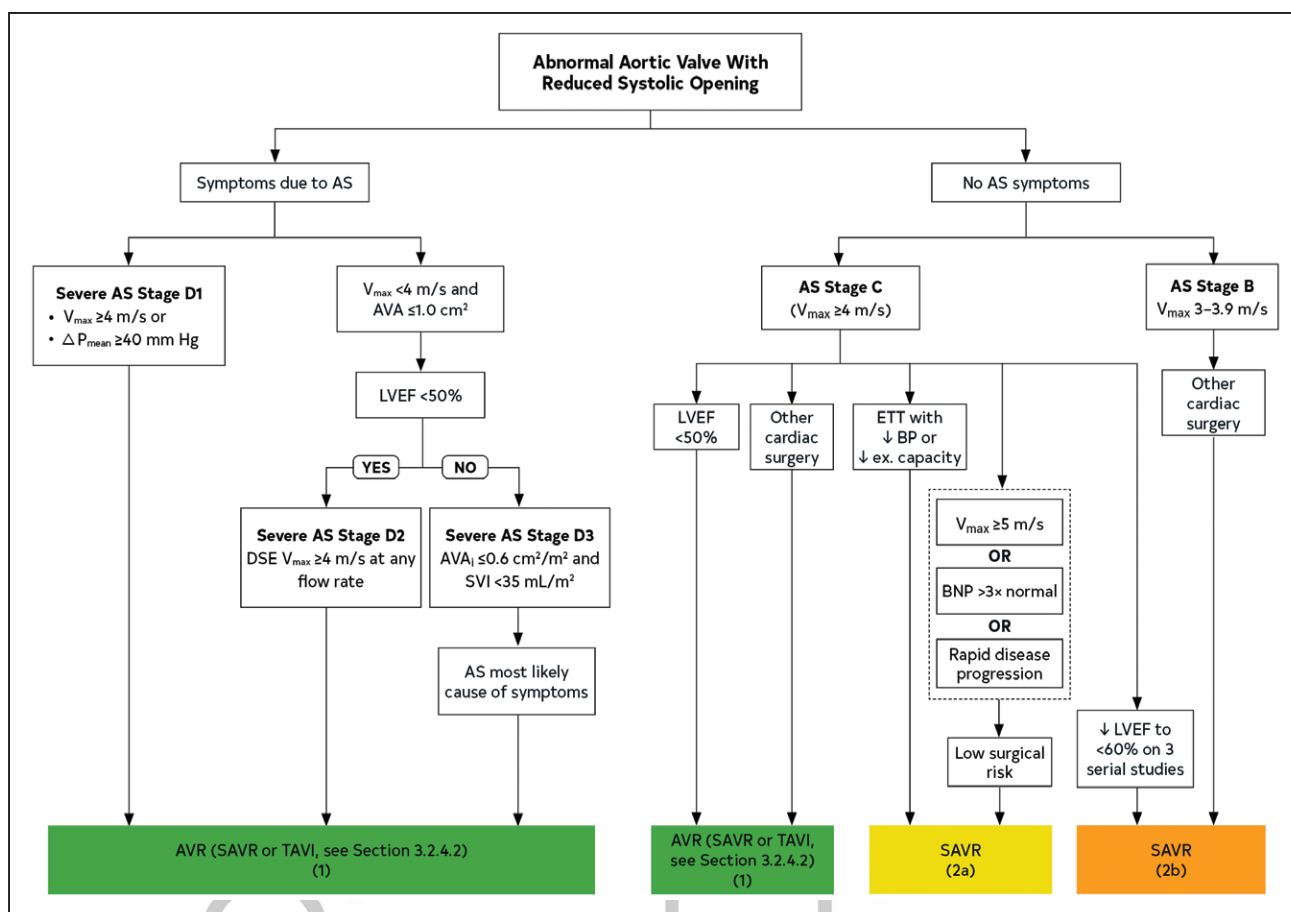 Abnormal Aortic Valve With
Reduced Systolic Opening
Symptoms due to AS
No AS symptoms
Severe AS Stage D1
• Vmax ≥4 m/s or
• △Pmean ≥40 mm Hg
Vmax <4 m/s and
AVA ≤1.0 cm²
AS Stage C
(Vmax ≥4 m/s)
AS Stage B
Vmax 3–3.9 m/s
LVEF <50%
LVEF
<50%
Other
cardiac
surgery
ETT with
↓ BP or
↓ ex. capacity
Other
cardiac
surgery
YES
NO
Severe AS Stage D2
DSE Vmax ≥4 m/s at any
flow rate
Severe AS Stage D3
AVAi ≤0.6 cm²/m² and
SVI <35 mL/m²
Vmax ≥5 m/s
OR
BNP >3× normal
OR
Rapid disease
progression
AS most likely
cause of symptoms
Low surgical
risk
↓ LVEF to
<60% on 3
serial studies
AVR (SAVR or TAVI, see Section 3.2.4.2)
(1)
AVR (SAVR or TAVI,
see Section 3.2.4.2)
(1)
SAVR
(2a)
SAVR
(2b)